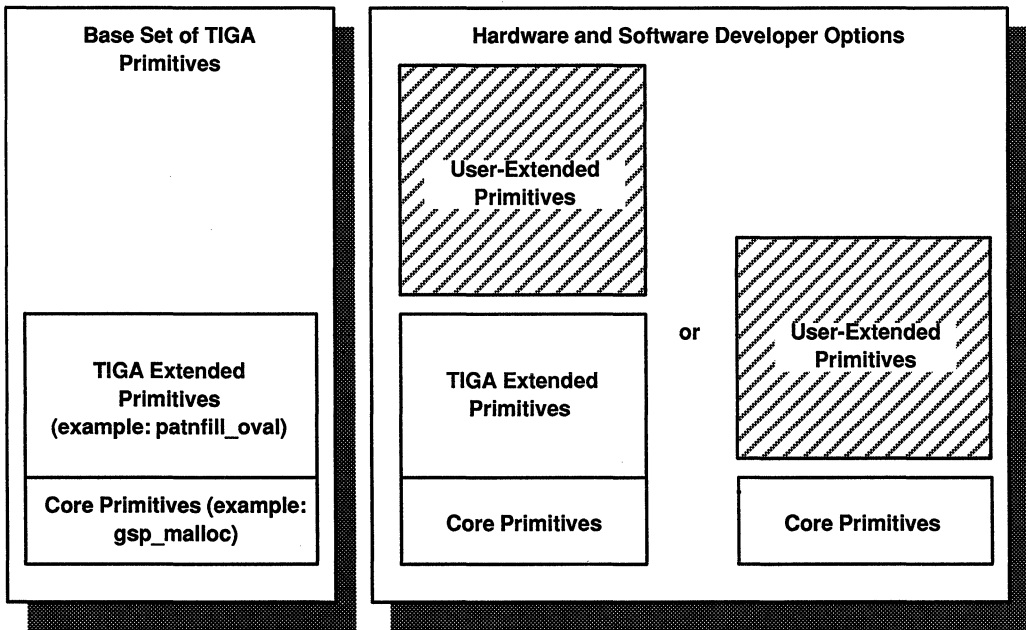 Base Set of TIGA
Primitives
TIGA Extended
Primitives
(example: patnfill_oval)
Core Primitives (example:
gsp_malloc)
Hardware and Software Developer Options
User-Extended
Primitives
TIGA Extended
Primitives
Core Primitives
or
User-Extended
Primitives
Core Primitives